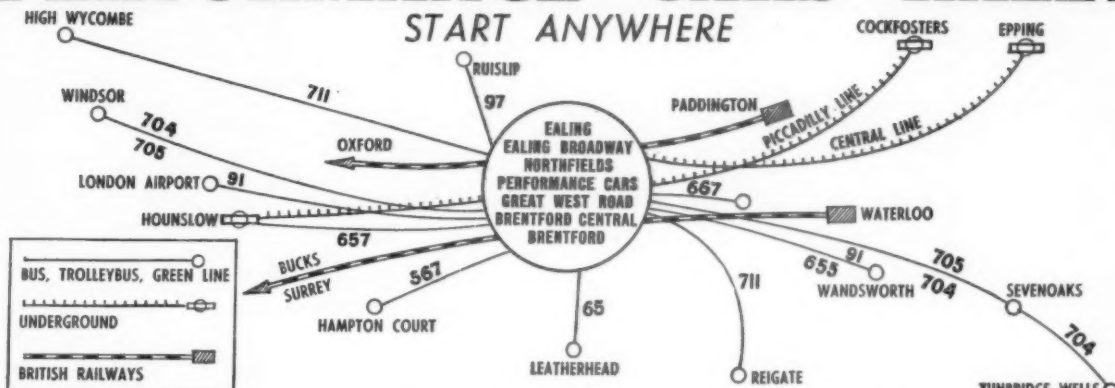 START ANYWHERE
HIGH WYCOMBE
COCKFOSTERS
EPPING
RUISLIP
711
97
WINDSOR
704
705
PADDINGTON
PICCADILLY LINE
CENTRAL LINE
OXFORD
EALING
EALING BROADWAY
NORTHFIELDS
PERFORMANCE CARS
GREAT WEST ROAD
BRENTFORD CENTRAL
BRENTFORD
LONDON AIRPORT
91
667
HOUNSLOW
657
WATERLOO
BUCKS
SURREY
567
HAMPTON COURT
65
LEATHERHEAD
711
REIGATE
91
655
WANDSWORTH
705
704
SEVENOAKS
704
TUNBRIDGE WELLS
BUS, TROLLEYBUS, GREEN LINE
UNDERGROUND
BRITISH RAILWAYS